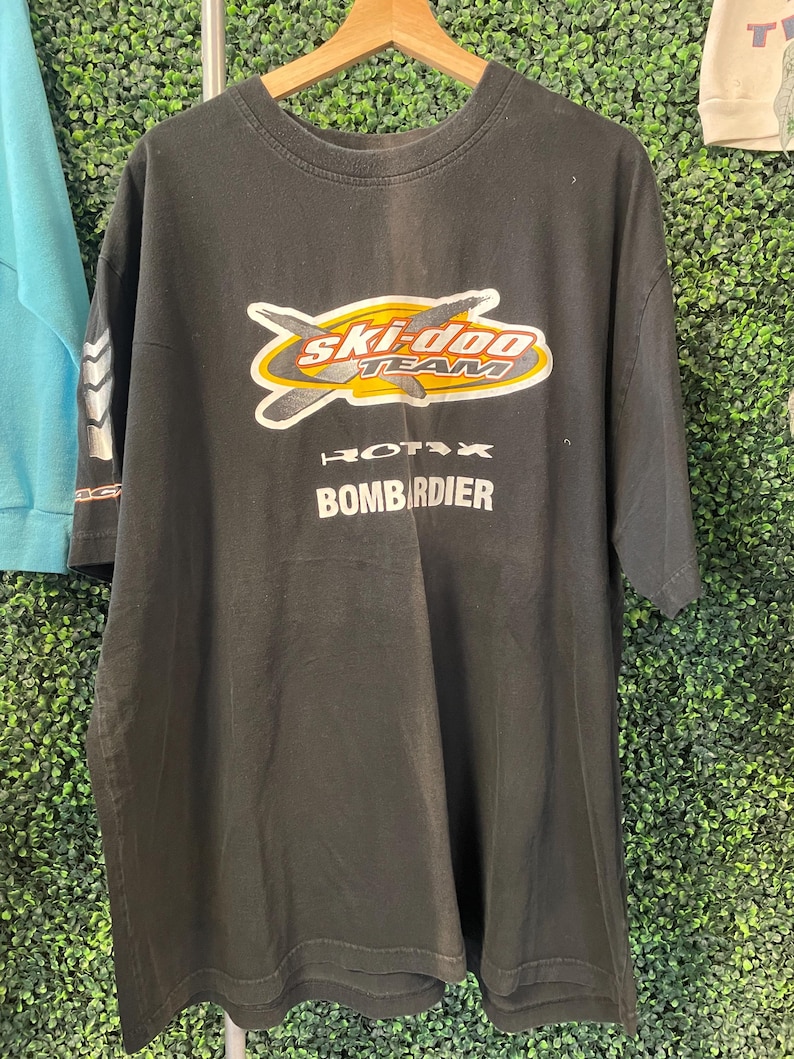 ski-doo
TEAM
ROTAX
BOMBARDIER